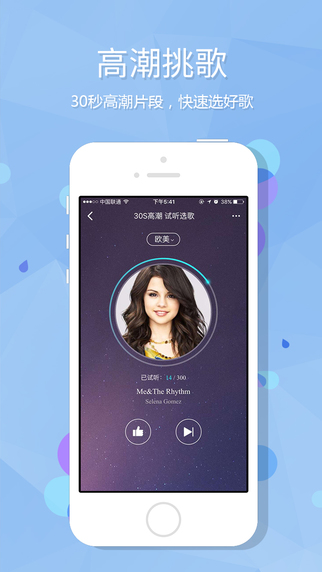 高潮挑歌
30秒高潮片段，快速选好歌
中国联通 下午5:41 38%
30S高潮 试听选歌
欧美
已试听：14 / 300
Me&The Rhythm
Selina Gomez